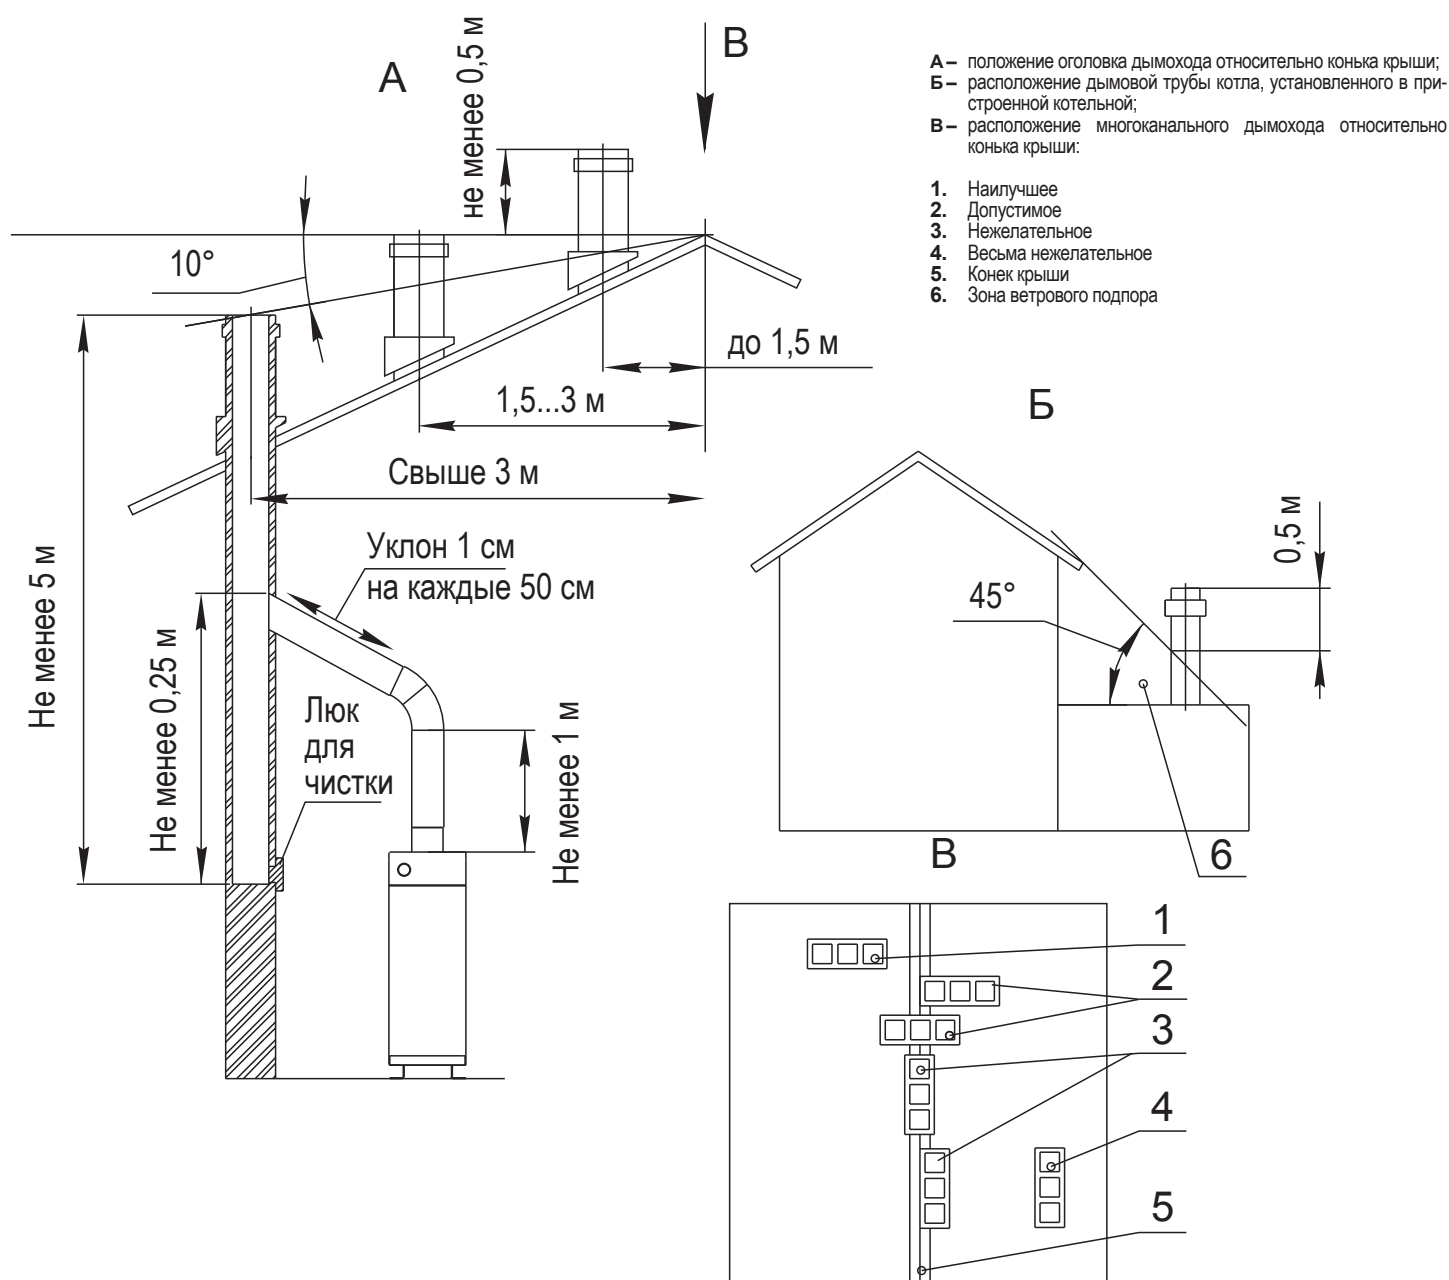 А
В
не менее 0,5 м
А – положение оголовка дымохода относительно конька крыши;
Б – расположение дымовой трубы котла, установленного в при-
строенной котельной;
В – расположение многоканального дымохода относительно
конька крыши:
1. Наилучшее
2. Допустимое
3. Нежелательное
4. Весьма нежелательное
5. Конек крыши
6. Зона ветрового подпора
10°
до 1,5 м
1,5...3 м
Свыше 3 м
Уклон 1 см
на каждые 50 см
Не менее 5 м
Не менее 0,25 м
Люк
для
чистки
Не менее 1 м
Б
0,5 м
45°
6
В
1
2
3
4
5